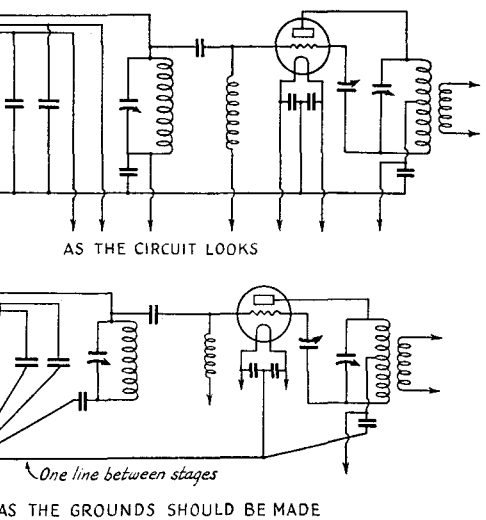 AS THE CIRCUIT LOOKS
One line between stages
AS THE GROUNDS SHOULD BE MADE